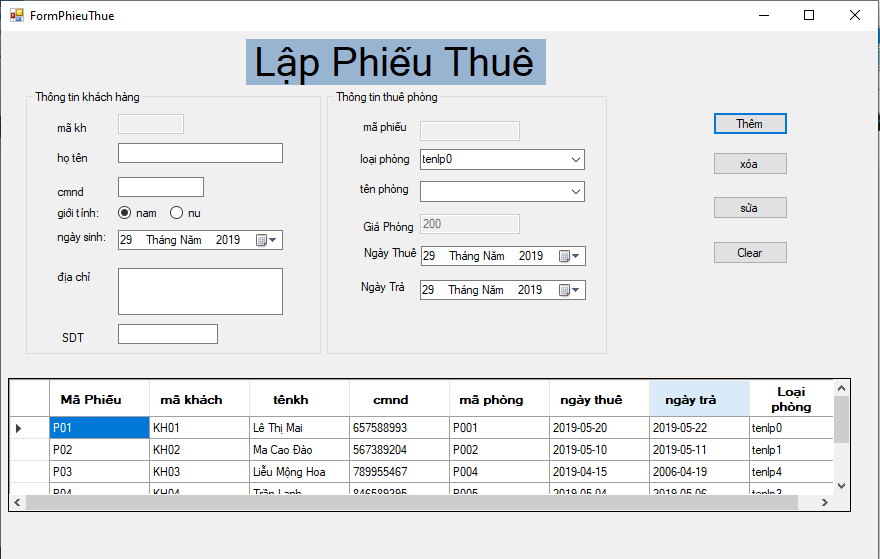 FormPhieuThue
Lập Phiếu Thuê
Thông tin khách hàng
mã kh
họ tên
cmnd
giới tính: nam nu
ngày sinh: 29 Tháng Năm 2019
địa chỉ
SDT
Thông tin thuê phòng
mã phiếu
loại phòng tenlp0
tên phòng
Giá Phòng 200
Ngày Thuê 29 Tháng Năm 2019
Ngày Trả 29 Tháng Năm 2019
Thêm
xóa
sửa
Clear
Mã Phiếu mã khách tênkh cmnd mã phòng ngày thuê ngày trả Loại
phòng
P01 KH01 Lê Thị Mai 657588993 P001 2019-05-20 2019-05-22 tenlp0
P02 KH02 Ma Cao Đào 567389204 P002 2019-05-10 2019-05-11 tenlp1
P03 KH03 Liễu Mộng Hoa 789955467 P004 2019-04-15 2006-04-19 tenlp4
P04 KH04 Trần Lanh 846589395 P005 2019-05-04 2019-05-06